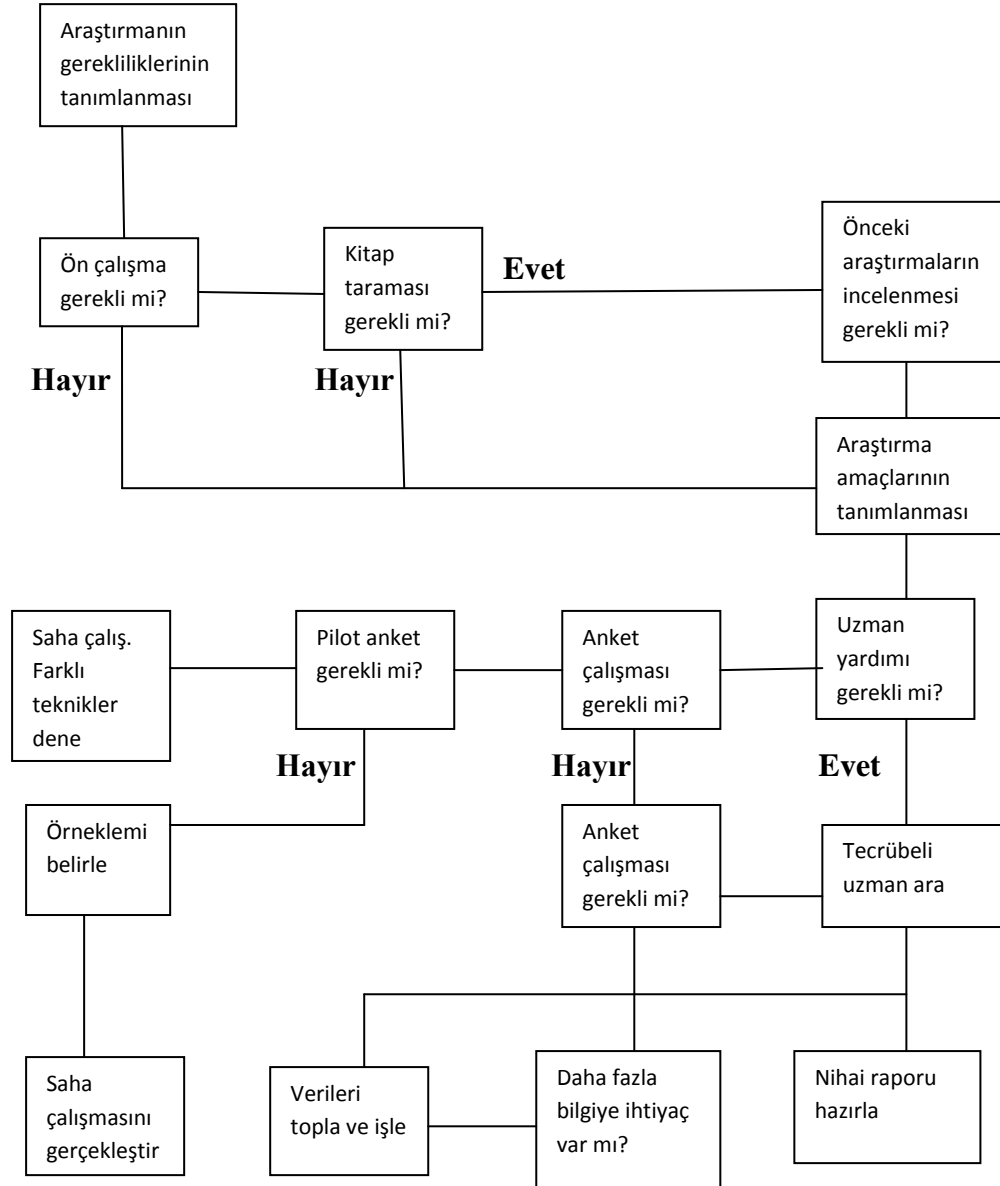 Araştırmanın
gerekliliklerinin
tanımlanması
Ön çalışma
gerekli mi?
Kitap
taraması
gerekli mi?
Evet
Önceki
araştırmaların
incelenmesi
gerekli mi?
Hayır
Hayır
Araştırma
amaçlarının
tanımlanması
Saha çalış.
Farklı
teknikler
dene
Pilot anket
gerekli mi?
Anket
çalışması
gerekli mi?
Uzman
yardımı
gerekli mi?
Hayır
Hayır
Evet
Örneklemi
belirle
Anket
çalışması
gerekli mi?
Tecrübeli
uzman ara
Saha
çalışmasını
gerçekleştir
Verileri
topla ve işle
Daha fazla
bilgiye ihtiyaç
var mı?
Nihai raporu
hazırla